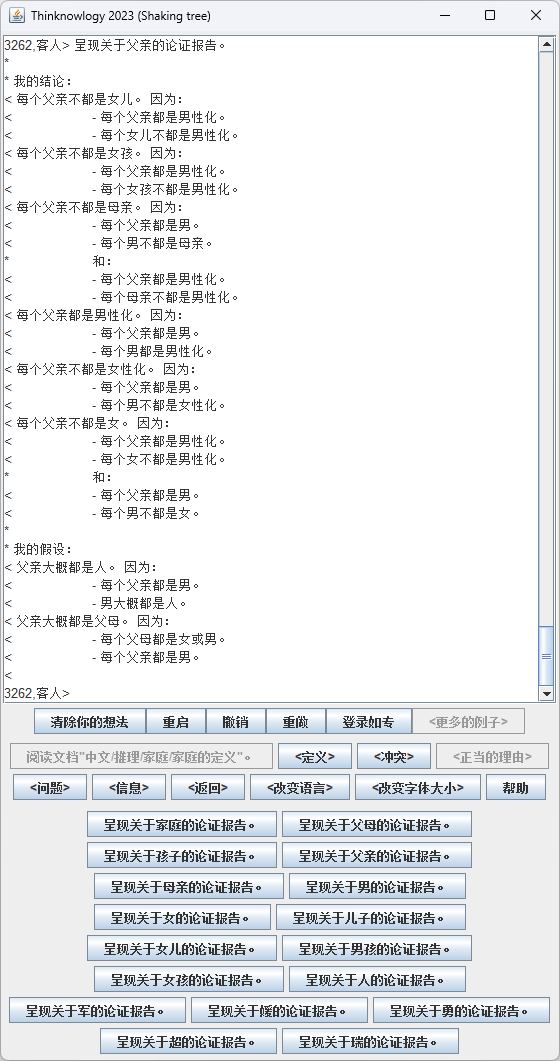 Thinknowlogy 2023 (Shaking tree)
3262,客人> 呈现关于父亲的论证报告。
*
* 我的结论：
< 每个父亲不都是女儿。 因为：
< - 每个父亲都是男性化。
< - 每个女儿不都是男性化。
< 每个父亲不都是女孩。 因为：
< - 每个父亲都是男性化。
< - 每个女孩不都是男性化。
< 每个父亲不都是母亲。 因为：
< - 每个父亲都是男。
< - 每个男不都是母亲。
* 和：
< - 每个父亲都是男性化。
< - 每个母亲不都是男性化。
< 每个父亲都是男性化。 因为：
< - 每个父亲都是男。
< - 每个男都是男性化。
< 每个父亲不都是女性化。 因为：
< - 每个父亲都是男。
< - 每个男不都是女性化。
< 每个父亲不都是女。 因为：
< - 每个父亲都是男性化。
< - 每个女不都是男性化。
* 和：
< - 每个父亲都是男。
< - 每个男不都是女。
*
* 我的假设：
< 父亲大概都是人。 因为：
< - 每个父亲都是男。
< - 男大概都是人。
< 父亲大概都是父母。 因为：
< - 每个父母都是女或男。
< - 每个父亲都是男。
<
3262,客人>
清除你的想法 重启 撤销 重做 登录如专 <更多的例子>
阅读文档"中文/推理/家庭/家庭的定义"。 <定义> <冲突> <正当的理由>
<问题> <信息> <返回> <改变语言> <改变字体大小> 帮助
呈现关于家庭的论证报告。 呈现关于父母的论证报告。
呈现关于孩子的论证报告。 呈现关于父亲的论证报告。
呈现关于母亲的论证报告。 呈现关于男的论证报告。
呈现关于女的论证报告。 呈现关于儿子的论证报告。
呈现关于女儿的论证报告。 呈现关于男孩的论证报告。
呈现关于女孩的论证报告。 呈现关于人的论证报告。
呈现关于军的论证报告。 呈现关于媛的论证报告。 呈现关于勇的论证报告。
呈现关于超的论证报告。 呈现关于瑞的论证报告。